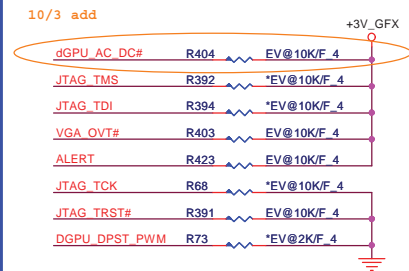 10/3 add
+3V_GFX
dGPU_AC_DC# R404 EV@10K/F_4
JTAG_TMS R392 *EV@10K/F_4
JTAG_TDI R394 *EV@10K/F_4
VGA_OVT# R403 EV@10K/F_4
ALERT R423 EV@10K/F_4
JTAG_TCK R68 *EV@10K/F_4
JTAG_TRST# R391 EV@10K/F_4
DGPU_DPST_PWM R73 *EV@2K/F_4